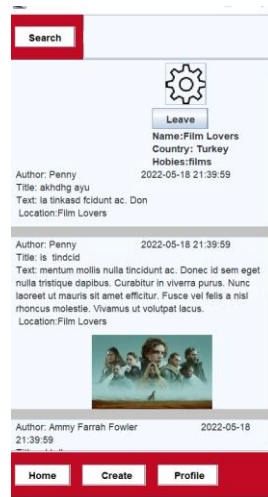 Search
Leave
Name:Film Lovers
Country: Turkey
Hobies:films
Author: Penny 2022-05-18 21:39:59
Title: akhdhg ayu
Text: la tinkasd fcidunt ac. Don
Location:Film Lovers
Author: Penny 2022-05-18 21:39:59
Title: is tindcid
Text: mentum mollis nulla tincidunt ac. Donec id sem eget
nulla tristique dapibus. Curabitur in viverra purus. Nunc
laoreet ut mauris sit amet efficitur. Fusce vel felis a nisl
rhoncus molestie. Vivamus ut volutpat lacus.
Location:Film Lovers
Author: Ammy Farrah Fowler 2022-05-18
21:39:59
Home Create Profile